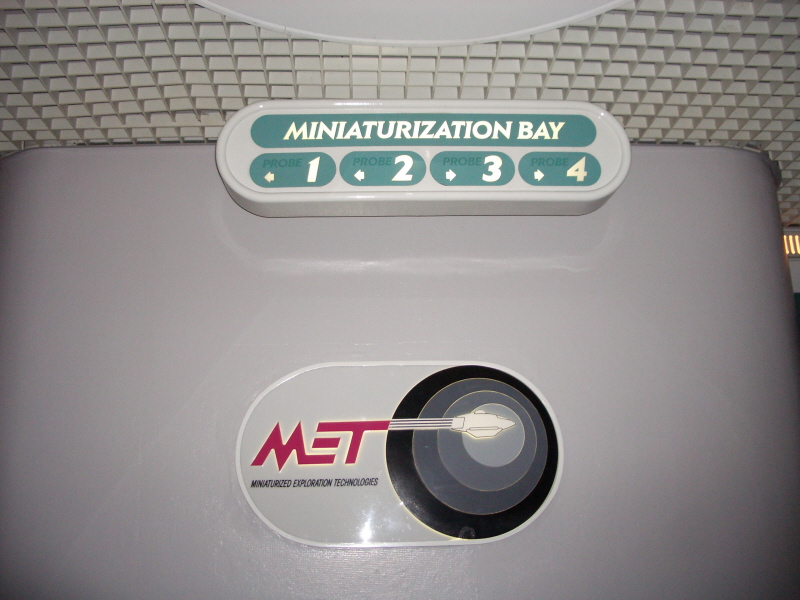 MINIATURIZATION BAY
PROBE 1 PROBE 2 PROBE 3 PROBE 4
MET
MINIATURIZED EXPLORATION TECHNOLOGIES